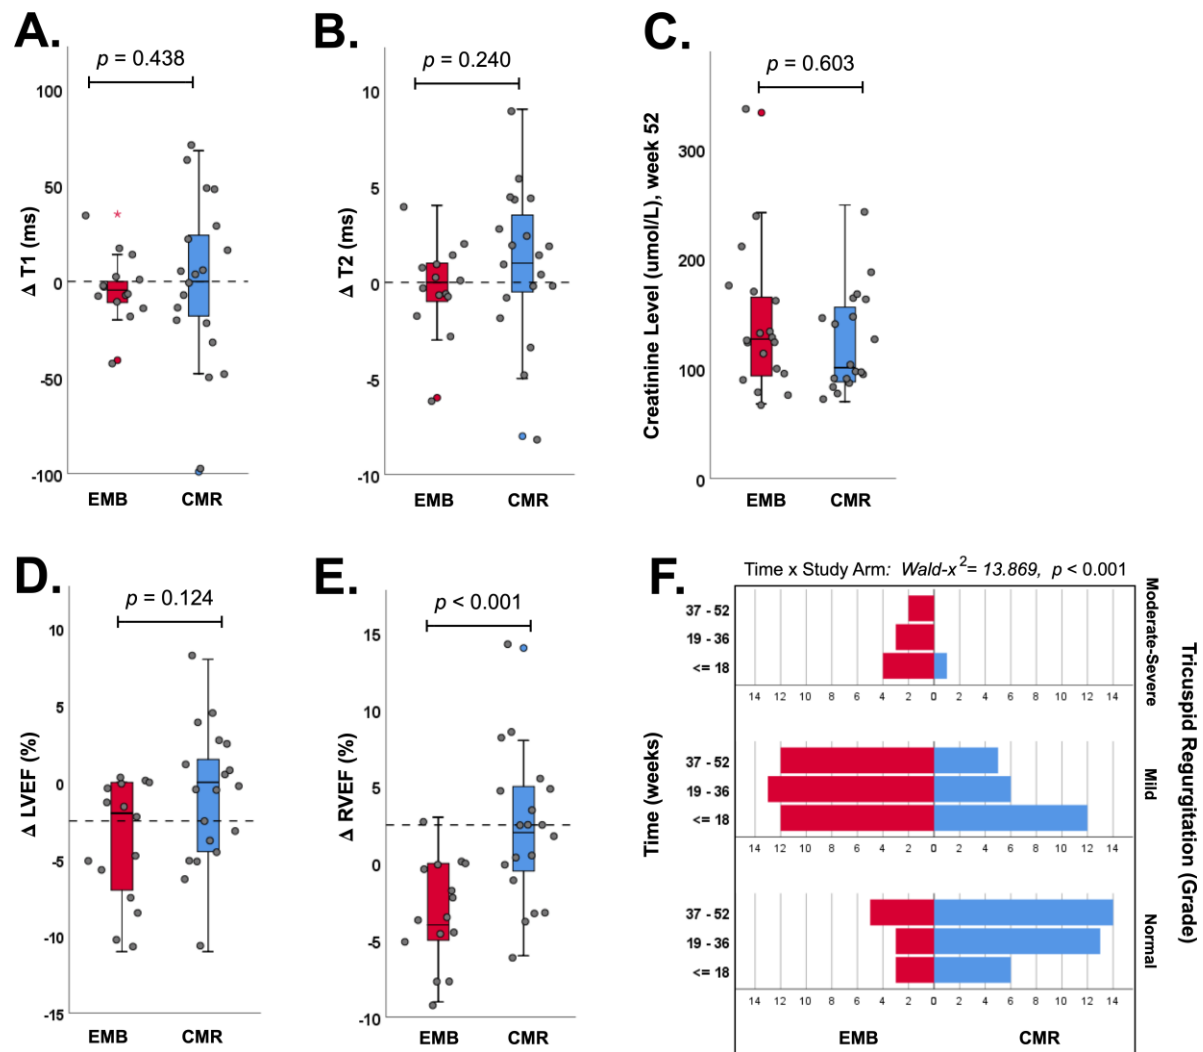 A.
p = 0.438
Δ T1 (ms)
100
50
0
-50
-100
EMB CMR
B.
p = 0.240
Δ T2 (ms)
10
5
0
-5
-10
EMB CMR
C.
p = 0.603
Creatinine Level (umol/L), week 52
300
200
100
0
EMB CMR
D.
p = 0.124
Δ LVEF (%)
10
5
0
-5
-10
-15
EMB CMR
E.
p < 0.001
Δ RVEF (%)
15
10
5
0
-5
-10
EMB CMR
F.
Time x Study Arm: Wald-x²= 13.869, p < 0.001
Time (weeks)
Tricuspid Regurgitation (Grade)
Moderate-Severe
37 - 52
19 - 36
<= 18
14 12 10 8 6 4 2 0 0 2 4 6 8 10 12 14
Mild
37 - 52
19 - 36
<= 18
14 12 10 8 6 4 2 0 0 2 4 6 8 10 12 14
Normal
37 - 52
19 - 36
<= 18
14 12 10 8 6 4 2 0 0 2 4 6 8 10 12 14
EMB CMR